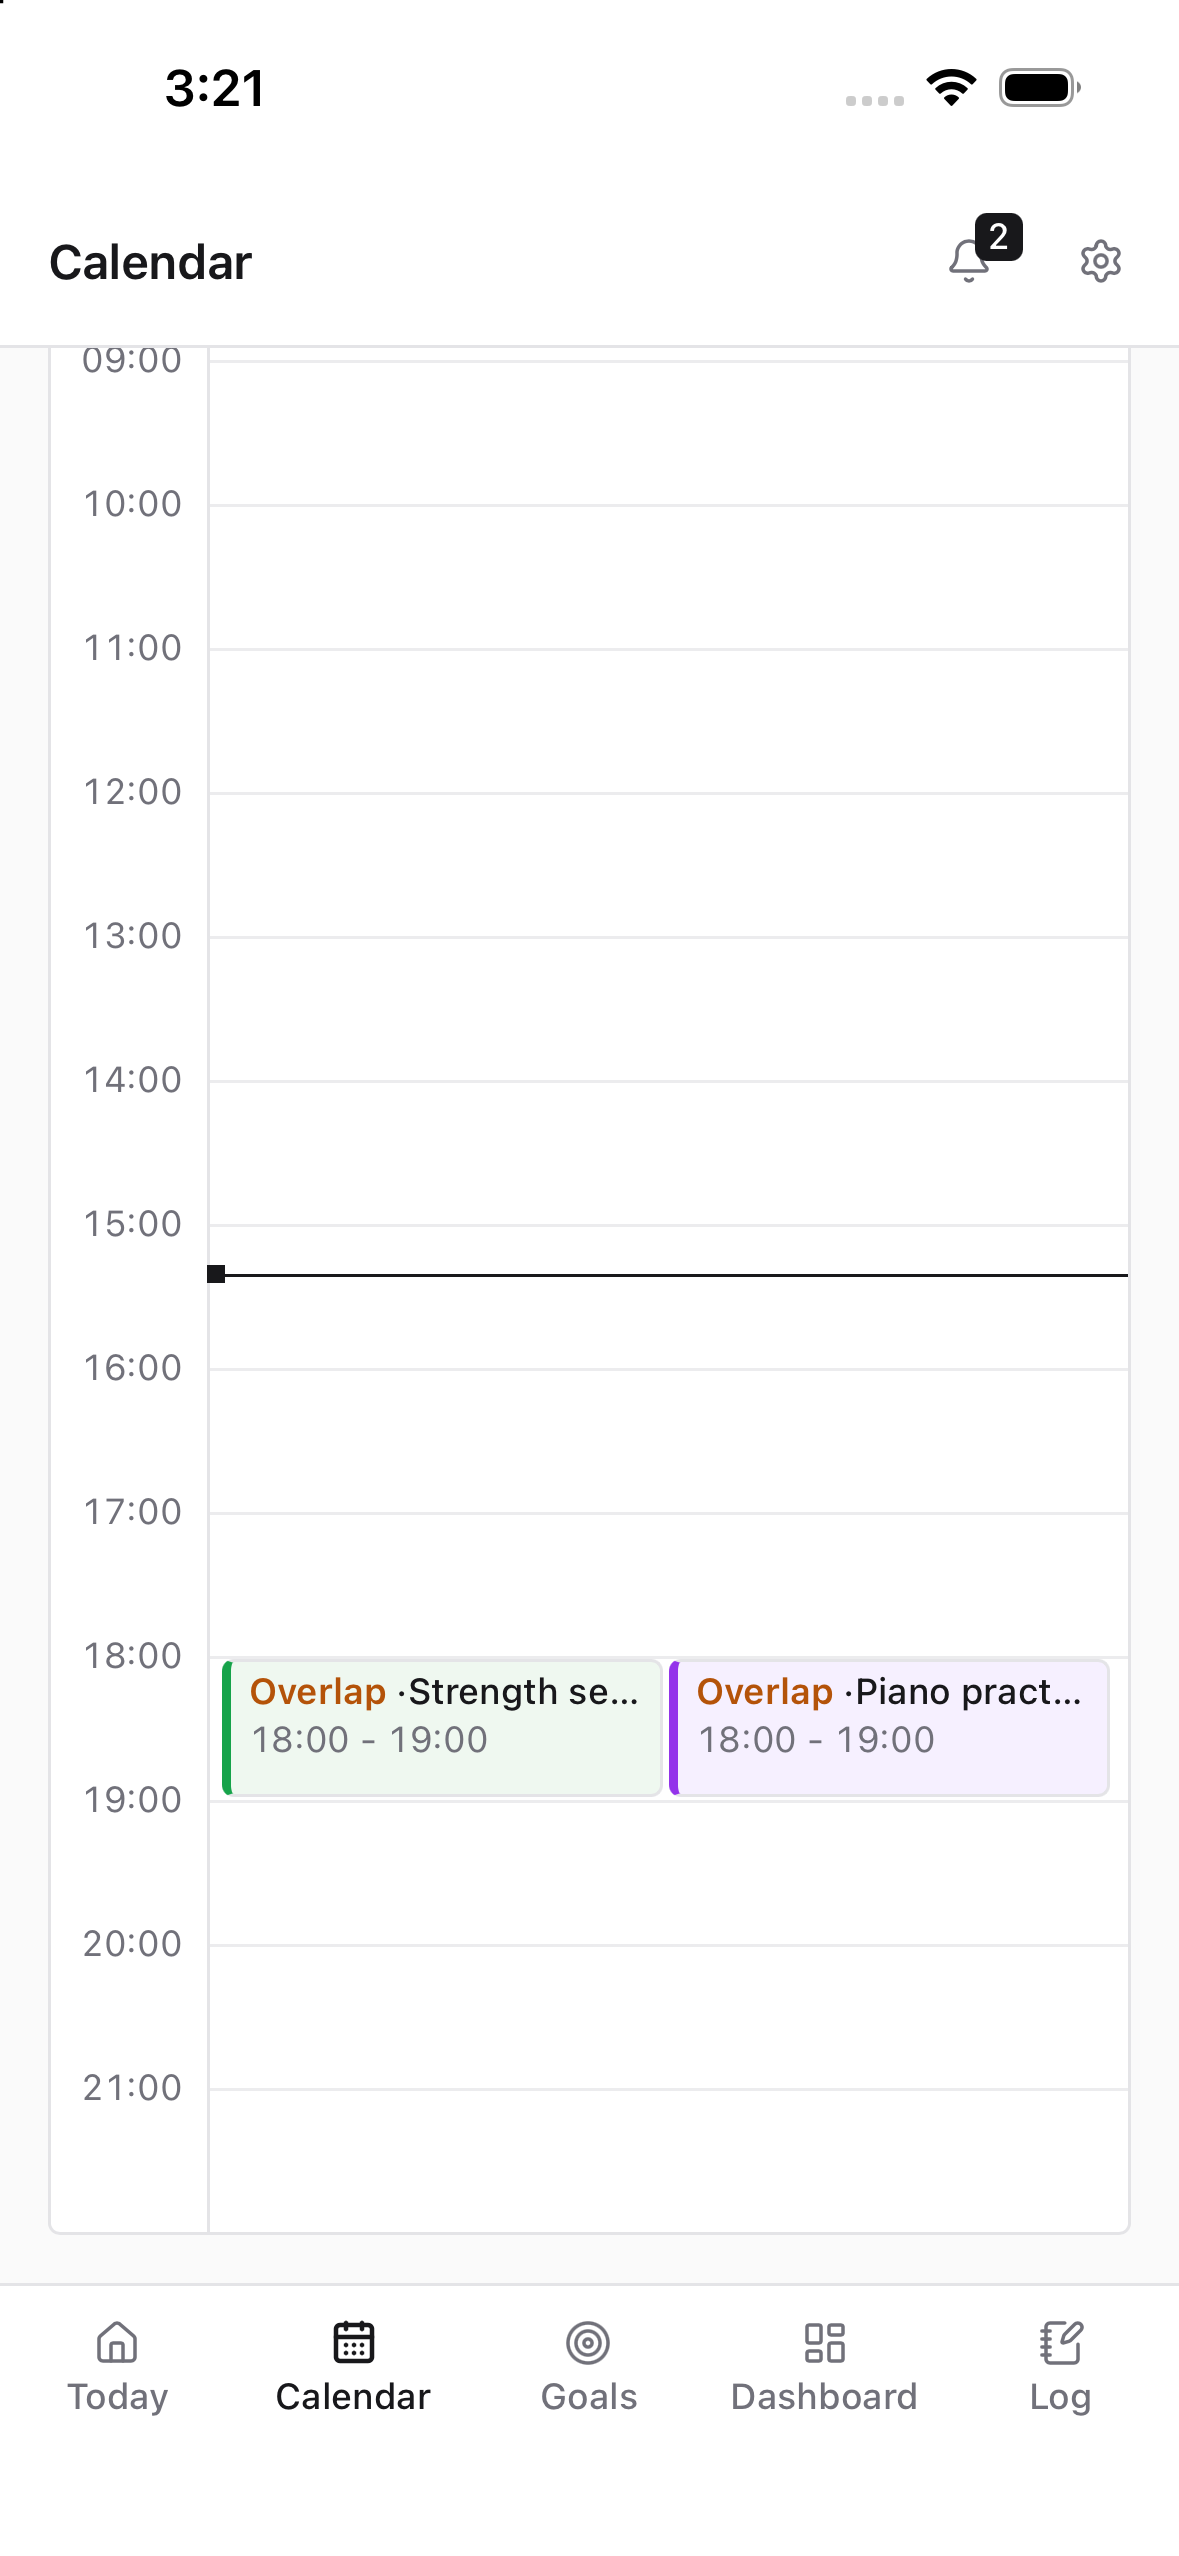 3:21
Calendar
2
09:00
10:00
11:00
12:00
13:00
14:00
15:00
16:00
17:00
18:00
Overlap ·Strength se...
18:00 - 19:00
Overlap ·Piano pract...
18:00 - 19:00
19:00
20:00
21:00
Today
Calendar
Goals
Dashboard
Log